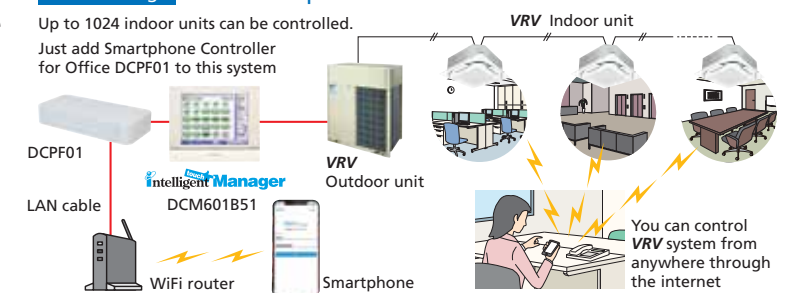 Up to 1024 indoor units can be controlled.
Just add Smartphone Controller
for Office DCPF01 to this system
VRV Indoor unit
DCPF01
intelligent touch Manager
DCM601B51
VRV
Outdoor unit
LAN cable
WiFi router
Smartphone
You can control
VRV system from
anywhere through
the internet